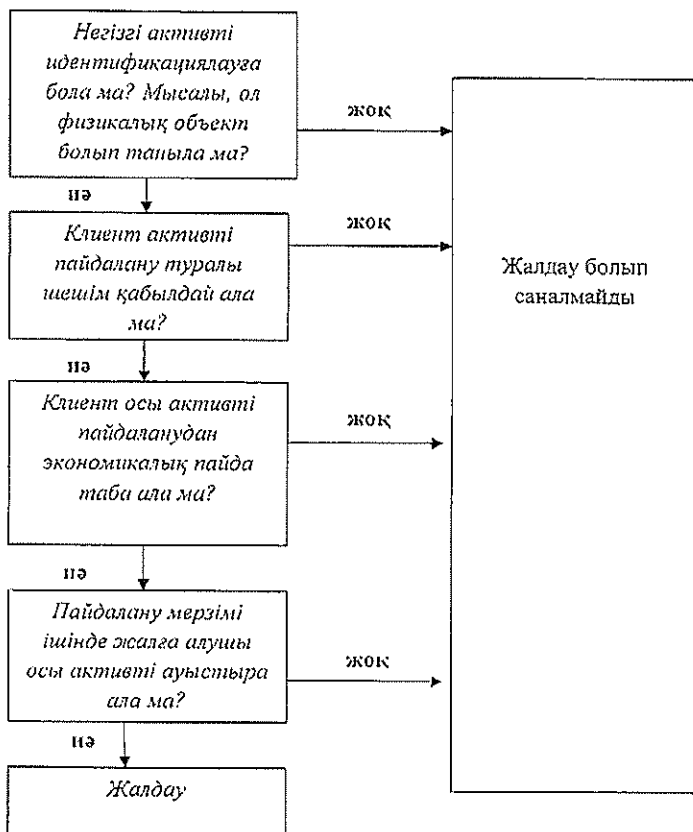 Негізгі активті
идентификациялауға
бола ма? Мысалы, ол
физикалық объект
болып таныла ма?
жоқ
иә
Клиент активті
пайдалану туралы
шешім қабылдай ала
ма?
жоқ
Жалдау болып
саналмайды
иә
Клиент осы активті
пайдаланудан
экономикалық пайда
таба ала ма?
жоқ
иә
Пайдалану мерзімі
ішінде жалға алушы
осы активті ауыстыра
ала ма?
жоқ
иә
Жалдау